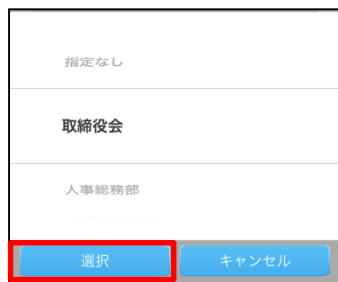 指定なし
取締役会
人事総務部
選択
キャンセル